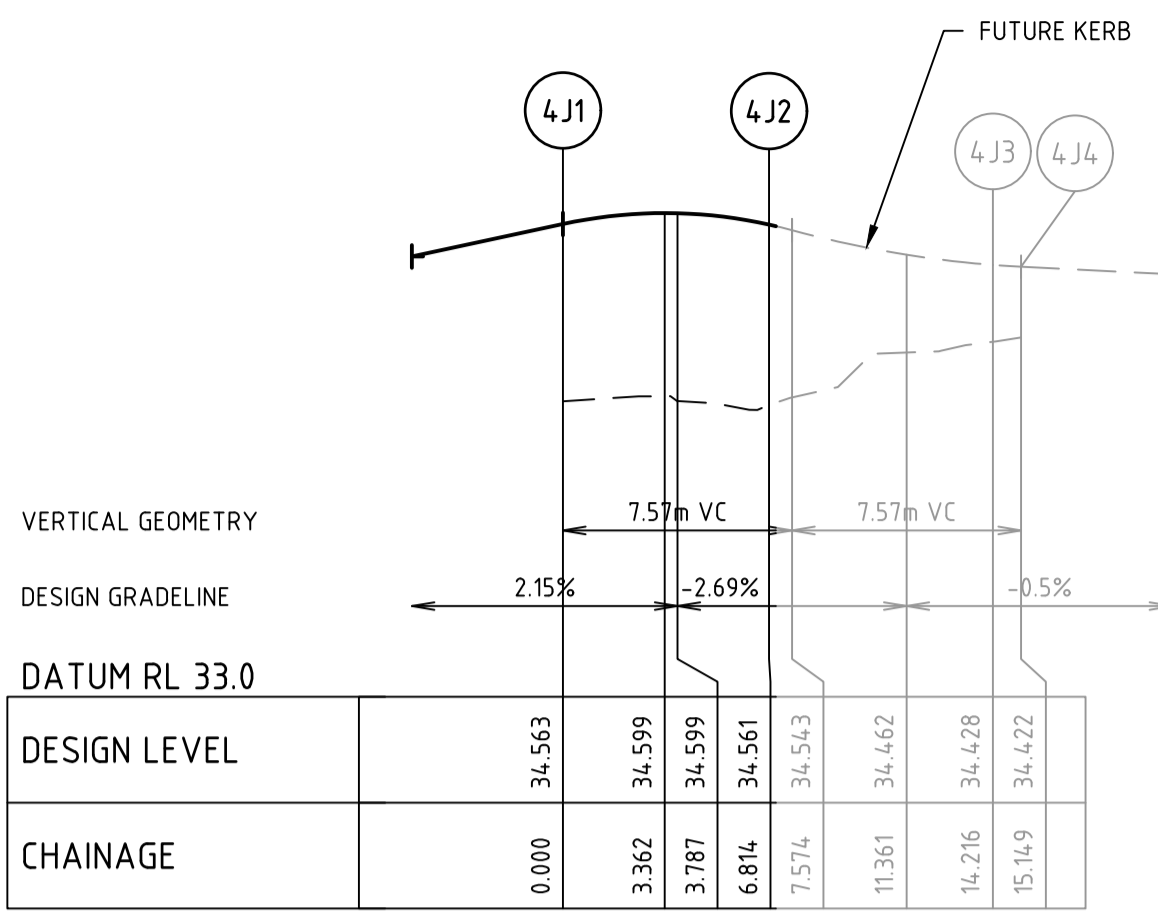 FUTURE KERB
4J1
4J2
4J3
4J4
VERTICAL GEOMETRY
7.57m VC
7.57m VC
DESIGN GRADELINE
2.15%
-2.69%
-0.5%
DATUM RL 33.0
DESIGN LEVEL
34.563
34.599
34.599
34.561
34.543
34.462
34.428
34.422
CHAINAGE
0.000
3.362
3.787
6.814
7.574
11.361
14.216
15.149